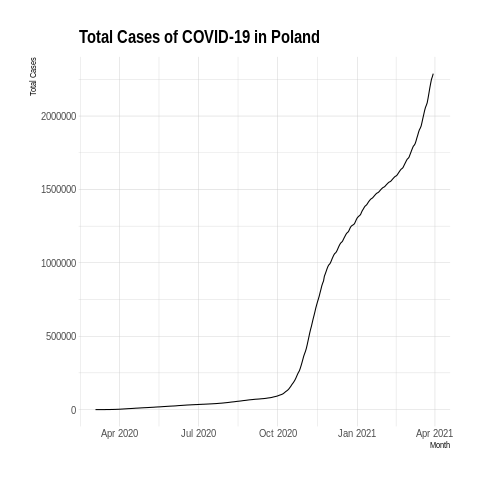 Total Cases of COVID-19 in Poland
Total Cases
2000000
1500000
1000000
500000
0
Apr 2020 Jul 2020 Oct 2020 Jan 2021 Apr 2021
Month